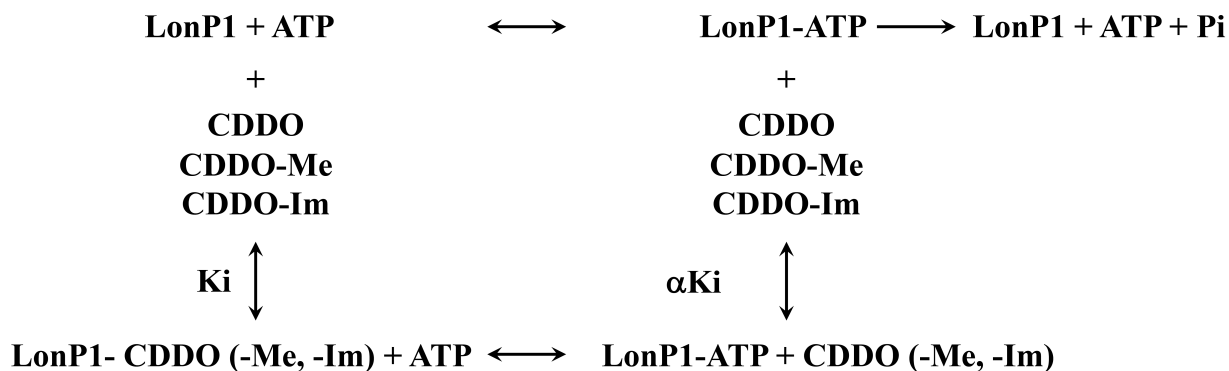 LonP1 + ATP LonP1-ATP LonP1 + ATP + Pi
+ +
CDDO CDDO
CDDO-Me CDDO-Me
CDDO-Im CDDO-Im
Ki αKi
LonP1- CDDO (-Me, -Im) + ATP LonP1-ATP + CDDO (-Me, -Im)